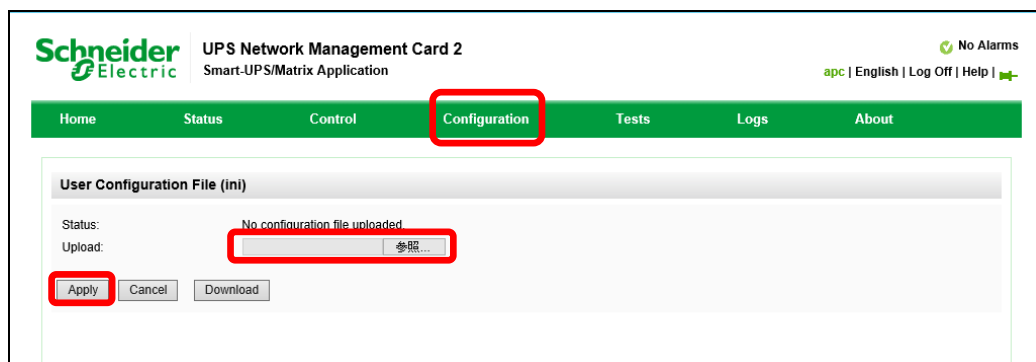 Schneider Electric
UPS Network Management Card 2
Smart-UPS/Matrix Application
No Alarms
apc | English | Log Off | Help |
Home Status Control Configuration Tests Logs About
User Configuration File (ini)
Status: No configuration file uploaded.
Upload: 参照...
Apply Cancel Download